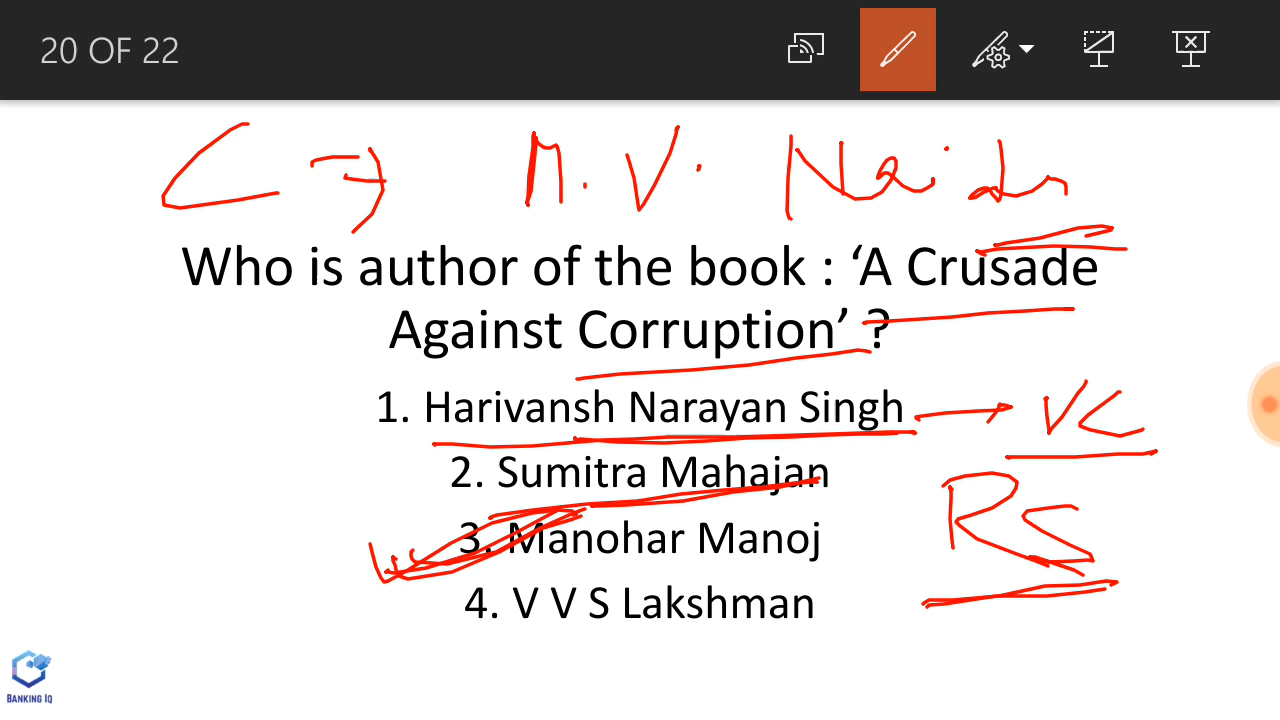 20 OF 22
C → M. V. Naidu
Who is author of the book : ‘A Crusade
Against Corruption’ ?
1. Harivansh Narayan Singh → VC
2. Sumitra Mahajan
RS
3. Manohar Manoj
4. V V S Lakshman
BANKING IQ